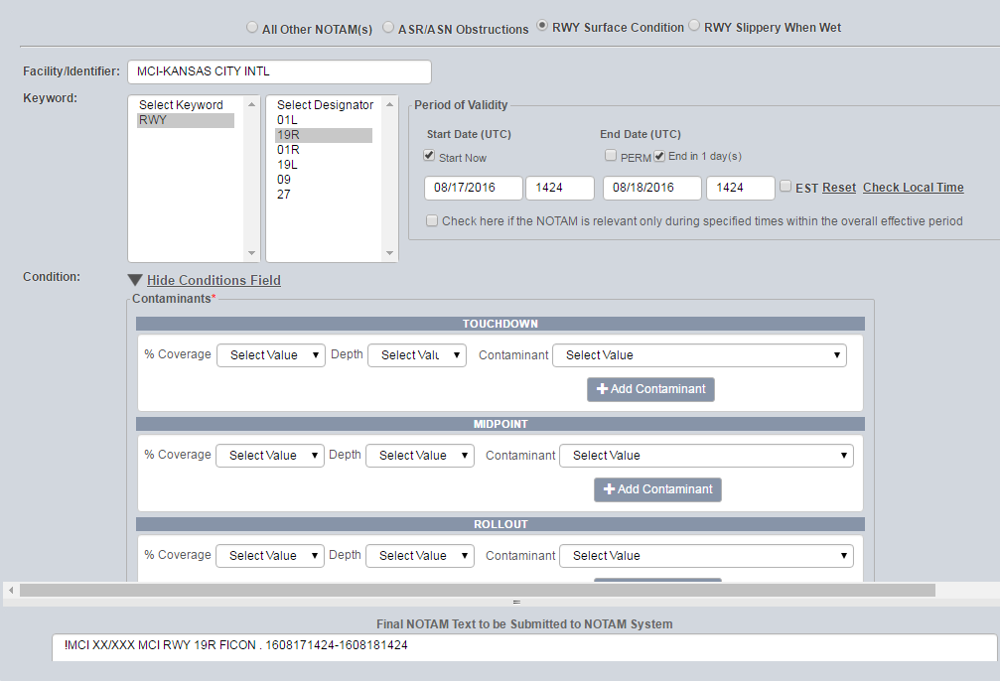 All Other NOTAM(s) ASR/ASN Obstructions RWY Surface Condition RWY Slippery When Wet
Facility/Identifier: MCI-KANSAS CITY INTL
Keyword:
Select Keyword
RWY
Select Designator
01L
19R
01R
19L
09
27
Period of Validity
Start Date (UTC) End Date (UTC)
Start Now PERM End in 1 day(s)
08/17/2016 1424 08/18/2016 1424 EST Reset Check Local Time
Check here if the NOTAM is relevant only during specified times within the overall effective period
Condition: Hide Conditions Field
Contaminants*
TOUCHDOWN
% Coverage Select Value Depth Select Valu Contaminant Select Value
+ Add Contaminant
MIDPOINT
% Coverage Select Value Depth Select Value Contaminant Select Value
+ Add Contaminant
ROLLOUT
% Coverage Select Value Depth Select Value Contaminant Select Value
Final NOTAM Text to be Submitted to NOTAM System
!MCI XX/XXX MCI RWY 19R FICON . 1608171424-1608181424